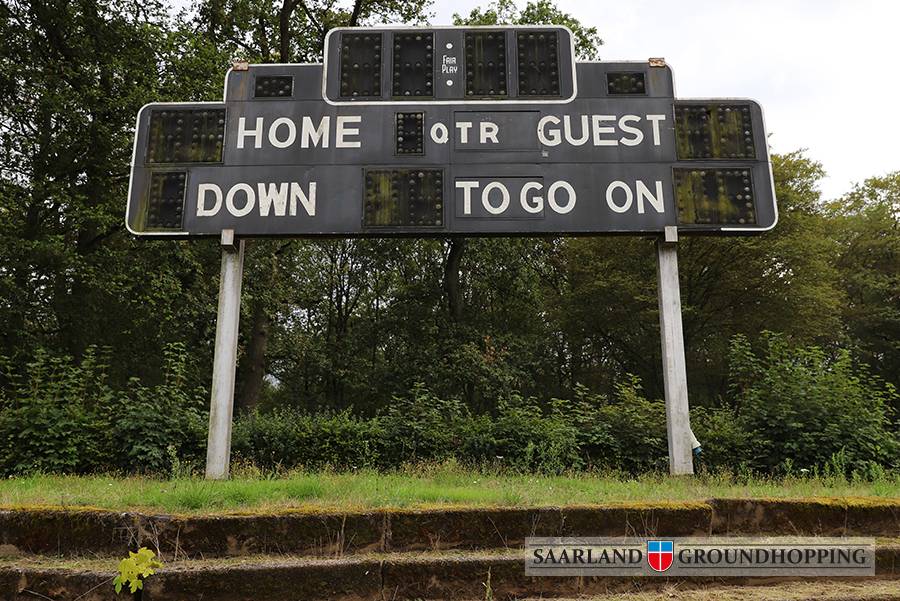 FAIR
PLAY
HOME QTR GUEST
DOWN TO GO ON
SAARLAND GROUNDHOPPING